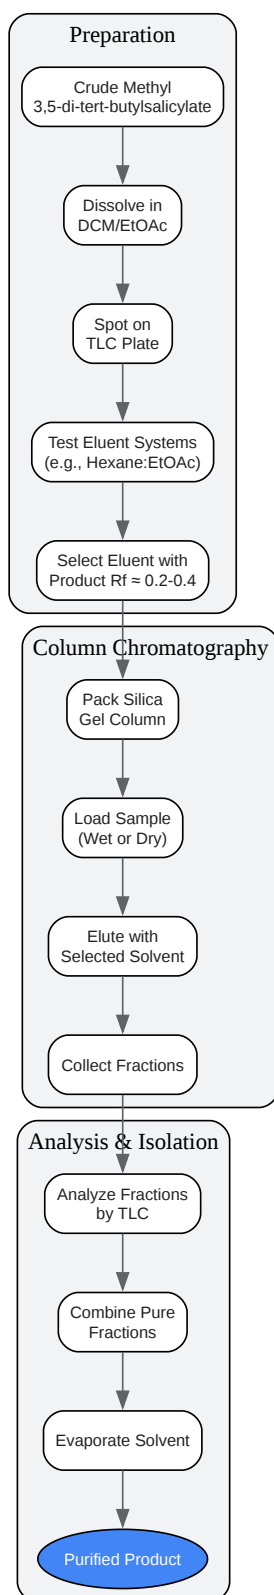 Preparation
Crude Methyl
3,5-di-tert-butylsalicylate
Dissolve in
DCM/EtOAc
Spot on
TLC Plate
Test Eluent Systems
(e.g., Hexane:EtOAc)
Select Eluent with
Product Rf ≈ 0.2-0.4
Column Chromatography
Pack Silica
Gel Column
Load Sample
(Wet or Dry)
Elute with
Selected Solvent
Collect Fractions
Analysis & Isolation
Analyze Fractions
by TLC
Combine Pure
Fractions
Evaporate Solvent
Purified Product